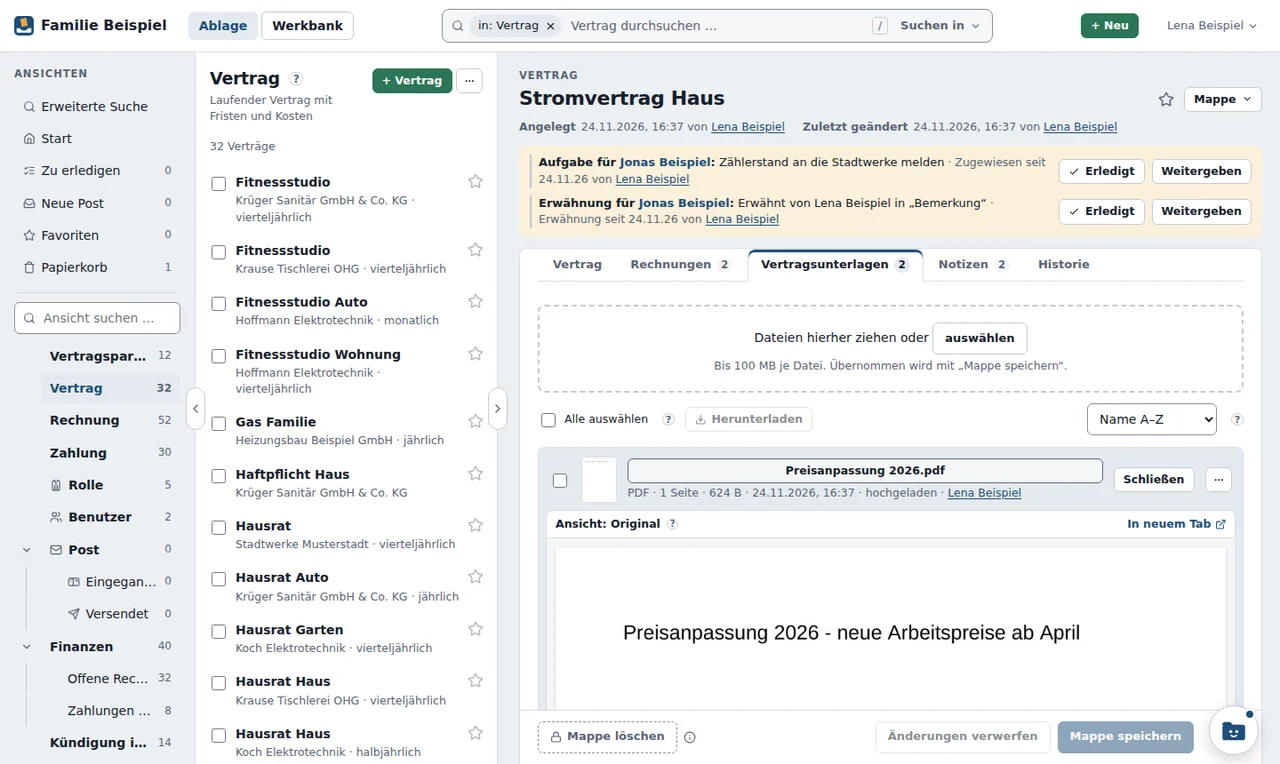 Familie Beispiel
Ablage
Werkbank
in: Vertrag ×
Vertrag durchsuchen …
/
Suchen in
+ Neu
Lena Beispiel
ANSICHTEN
Erweiterte Suche
Start
Zu erledigen 0
Neue Post 0
Favoriten 0
Papierkorb 1
Ansicht suchen …
Vertragspar… 12
Vertrag 32
Rechnung 52
Zahlung 30
Rolle 5
Benutzer 2
Post 0
Eingegan… 0
Versendet 0
Finanzen 40
Offene Rec… 32
Zahlungen … 8
Kündigung i… 14
Vertrag ?
+ Vertrag
…
Laufender Vertrag mit
Fristen und Kosten
32 Verträge
Fitnessstudio
Krüger Sanitär GmbH & Co. KG ·
vierteljährlich
Fitnessstudio
Krause Tischlerei OHG · vierteljährlich
Fitnessstudio Auto
Hoffmann Elektrotechnik · monatlich
Fitnessstudio Wohnung
Hoffmann Elektrotechnik ·
vierteljährlich
Gas Familie
Heizungsbau Beispiel GmbH · jährlich
Haftpflicht Haus
Krüger Sanitär GmbH & Co. KG
Hausrat
Stadtwerke Musterstadt · vierteljährlich
Hausrat Auto
Krüger Sanitär GmbH & Co. KG · jährlich
Hausrat Garten
Koch Elektrotechnik · vierteljährlich
Hausrat Haus
Krause Tischlerei OHG · vierteljährlich
Hausrat Haus
Koch Elektrotechnik · halbjährlich
VERTRAG
Stromvertrag Haus
Mappe
Angelegt 24.11.2026, 16:37 von Lena Beispiel Zuletzt geändert 24.11.2026, 16:37 von Lena Beispiel
Aufgabe für Jonas Beispiel: Zählerstand an die Stadtwerke melden · Zugewiesen seit
24.11.26 von Lena Beispiel
Erledigt
Weitergeben
Erwähnung für Jonas Beispiel: Erwähnt von Lena Beispiel in „Bemerkung“ ·
Erwähnung seit 24.11.26 von Lena Beispiel
Erledigt
Weitergeben
Vertrag
Rechnungen 2
Vertragsunterlagen 2
Notizen 2
Historie
Dateien hierher ziehen oder auswählen
Bis 100 MB je Datei. Übernommen wird mit „Mappe speichern“.
Alle auswählen ?
Herunterladen
Name A–Z
?
Preisanpassung 2026.pdf
PDF · 1 Seite · 624 B · 24.11.2026, 16:37 · hochgeladen · Lena Beispiel
Schließen
…
Ansicht: Original ?
In neuem Tab
Preisanpassung 2026 - neue Arbeitspreise ab April
Mappe löschen
Änderungen verwerfen
Mappe speichern